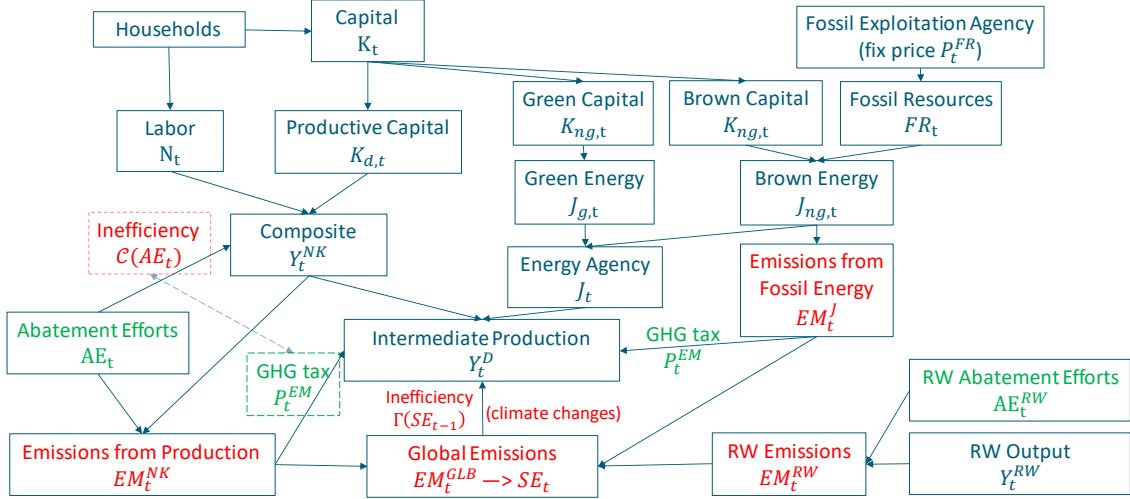 Households
Capital
K_t
Fossil Exploitation Agency
(fix price P_t^{FR})
Labor
N_t
Productive Capital
K_{d,t}
Green Capital
K_{ng,t}
Brown Capital
K_{ng,t}
Fossil Resources
FR_t
Green Energy
J_{g,t}
Brown Energy
J_{ng,t}
Inefficiency
C(AE_t)
Composite
Y_t^{NK}
Energy Agency
J_t
Emissions from
Fossil Energy
EM_t^J
Abatement Efforts
AE_t
GHG tax
P_t^{EM}
Intermediate Production
Y_t^D
GHG tax
P_t^{EM}
Inefficiency
Γ(SE_{t−1})
(climate changes)
RW Abatement Efforts
AE_t^{RW}
Emissions from Production
EM_t^{NK}
Global Emissions
EM_t^{GLB} —> SE_t
RW Emissions
EM_t^{RW}
RW Output
Y_t^{RW}